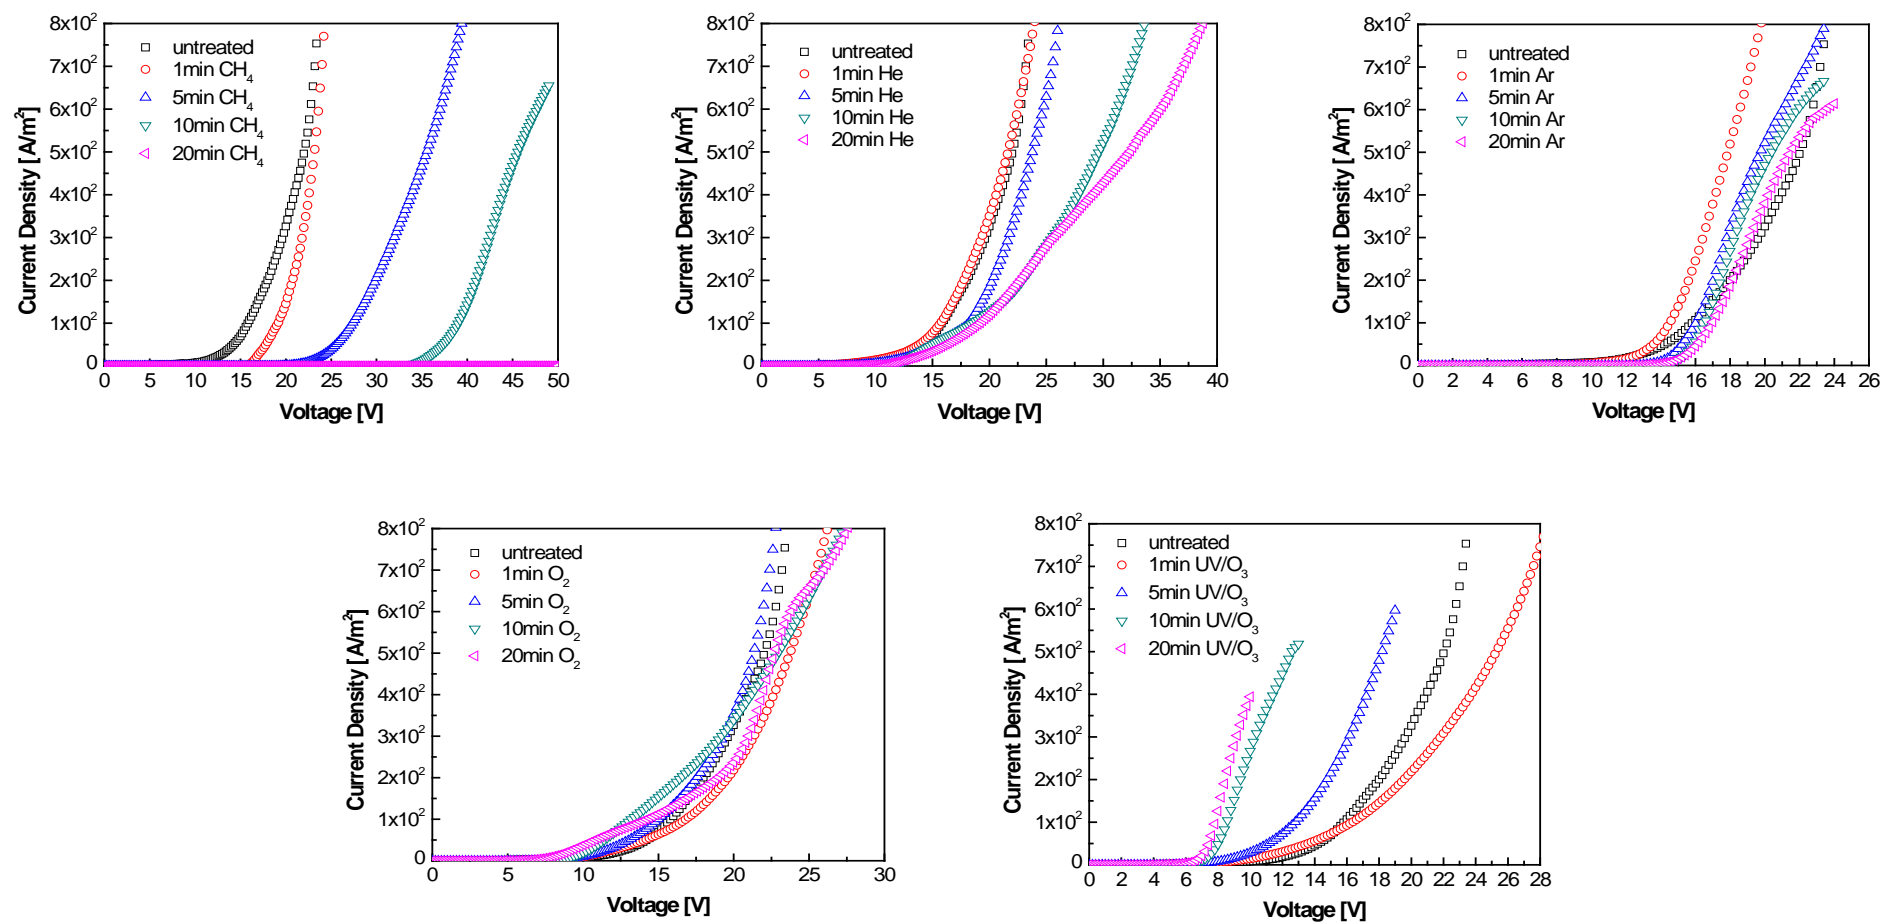 8x10²
7x10²
6x10²
5x10²
4x10²
3x10²
2x10²
1x10²
0
Current Density [A/m²]
untreated
1min CH₄
5min CH₄
10min CH₄
20min CH₄
0 5 10 15 20 25 30 35 40 45 50
Voltage [V]
8x10²
7x10²
6x10²
5x10²
4x10²
3x10²
2x10²
1x10²
0
Current Density [A/m²]
untreated
1min He
5min He
10min He
20min He
0 5 10 15 20 25 30 35 40
Voltage [V]
8x10²
7x10²
6x10²
5x10²
4x10²
3x10²
2x10²
1x10²
0
Current Density [A/m²]
untreated
1min Ar
5min Ar
10min Ar
20min Ar
0 2 4 6 8 10 12 14 16 18 20 22 24 26
Voltage [V]
8x10²
7x10²
6x10²
5x10²
4x10²
3x10²
2x10²
1x10²
0
Current Density [A/m²]
untreated
1min O₂
5min O₂
10min O₂
20min O₂
0 5 10 15 20 25 30
Voltage [V]
8x10²
7x10²
6x10²
5x10²
4x10²
3x10²
2x10²
1x10²
0
Current Density [A/m²]
untreated
1min UV/O₃
5min UV/O₃
10min UV/O₃
20min UV/O₃
0 2 4 6 8 10 12 14 16 18 20 22 24 26 28
Voltage [V]